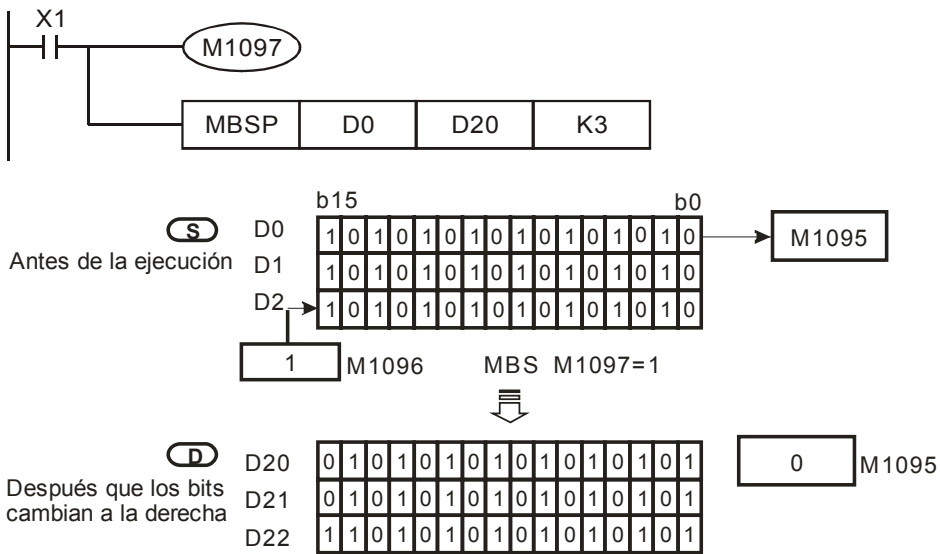 X1
M1097
MBSP D0 D20 K3
b15 b0
S D0 1 0 1 0 1 0 1 0 1 0 1 0 1 0 1 0 M1095
Antes de la ejecución D1 1 0 1 0 1 0 1 0 1 0 1 0 1 0 1 0
D2 1 0 1 0 1 0 1 0 1 0 1 0 1 0 1 0
1 M1096 MBS M1097=1
D D20 0 1 0 1 0 1 0 1 0 1 0 1 0 1 0 1 0 M1095
Después que los bits D21 0 1 0 1 0 1 0 1 0 1 0 1 0 1 0 1
cambian a la derecha D22 1 1 0 1 0 1 0 1 0 1 0 1 0 1 0 1